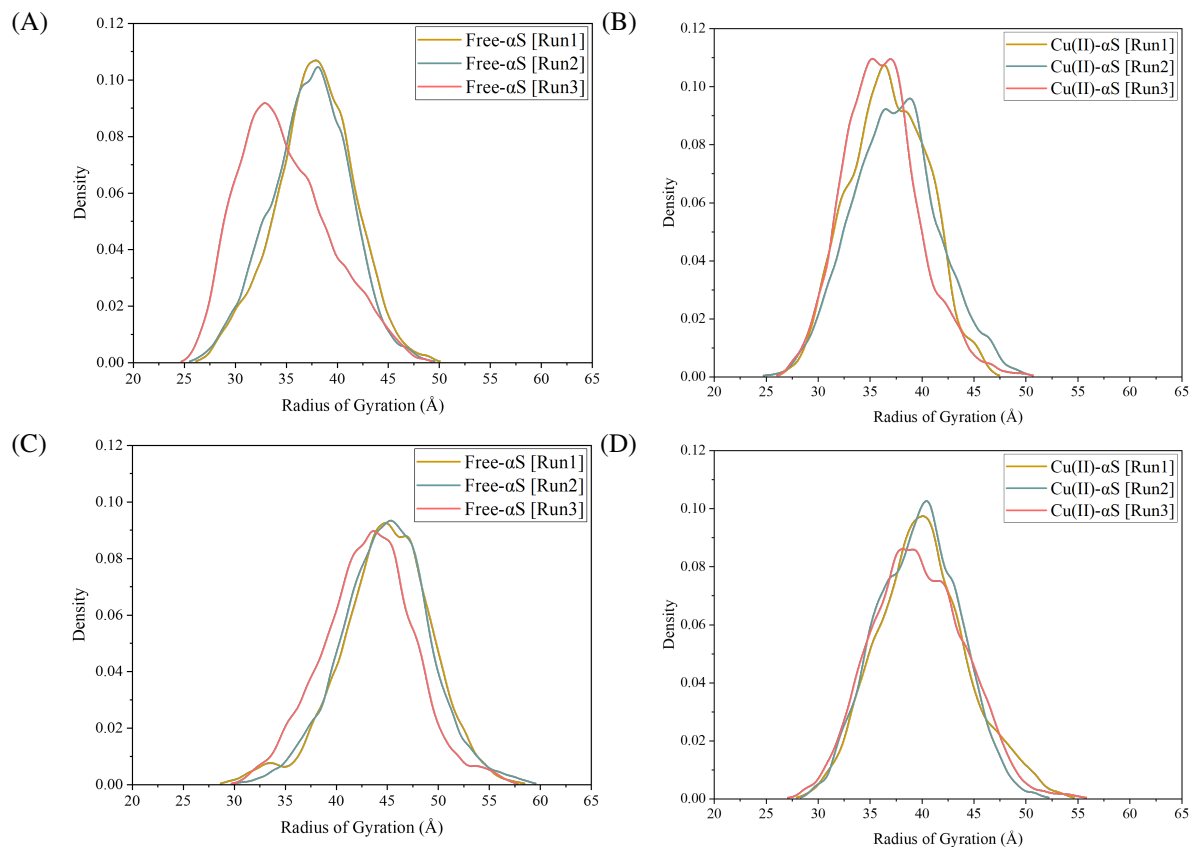 (A)
0.12
0.10
0.08
0.06
0.04
0.02
0.00
Density
20 25 30 35 40 45 50 55 60 65
Radius of Gyration (Å)
Free-αS [Run1]
Free-αS [Run2]
Free-αS [Run3]
(B)
0.12
0.10
0.08
0.06
0.04
0.02
0.00
Density
20 25 30 35 40 45 50 55 60 65
Radius of Gyration (Å)
Cu(II)-αS [Run1]
Cu(II)-αS [Run2]
Cu(II)-αS [Run3]
(C)
0.12
0.10
0.08
0.06
0.04
0.02
0.00
Density
20 25 30 35 40 45 50 55 60 65
Radius of Gyration (Å)
Free-αS [Run1]
Free-αS [Run2]
Free-αS [Run3]
(D)
0.12
0.10
0.08
0.06
0.04
0.02
0.00
Density
20 25 30 35 40 45 50 55 60 65
Radius of Gyration (Å)
Cu(II)-αS [Run1]
Cu(II)-αS [Run2]
Cu(II)-αS [Run3]